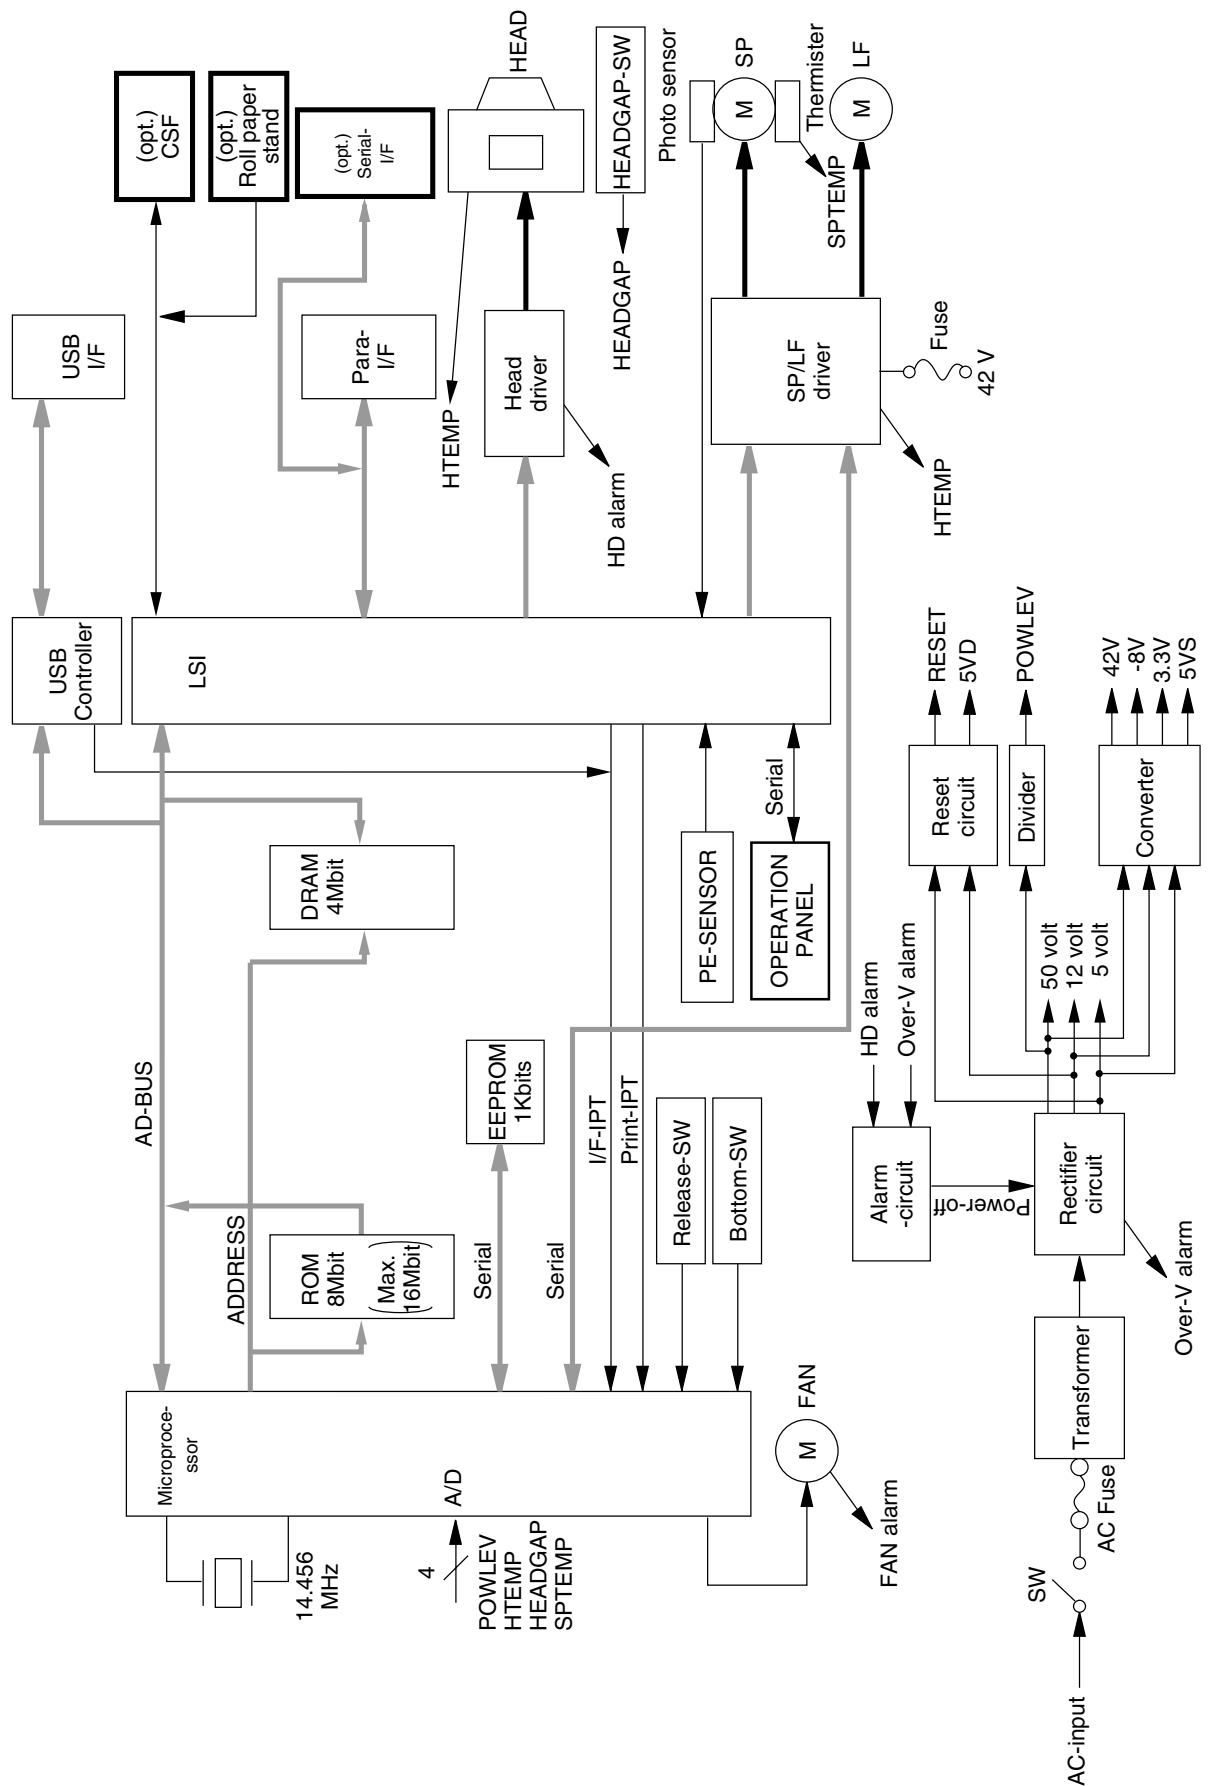 14.456
MHz
Microproce-
ssor
A/D
4
POWLEV
HTEMP
HEADGAP
SPTEMP
FAN
M
FAN alarm
AD-BUS
ADDRESS
ROM
8Mbit
Max.
16Mbit
DRAM
4Mbit
Serial
EEPROM
1Kbits
Serial
I/F-IPT
Print-IPT
Release-SW
Bottom-SW
PE-SENSOR
Serial
OPERATION
PANEL
USB
Controller
LSI
USB
I/F
(opt.)
CSF
(opt.)
Roll paper
stand
(opt.)
Serial-
I/F
Para-
I/F
HTEMP
Head
driver
HD alarm
HEAD
HEADGAP-SW
HEADGAP
Photo sensor
M
SP
Thermister
SPTEMP
M
LF
SP/LF
driver
Fuse
42 V
HTEMP
AC-input
SW
AC Fuse
Transformer
Rectifier
circuit
Over-V alarm
Alarm
-circuit
Power-off
HD alarm
Over-V alarm
50 volt
12 volt
5 volt
Reset
circuit
RESET
5VD
Divider
POWLEV
Converter
42V
-8V
3.3V
5VS